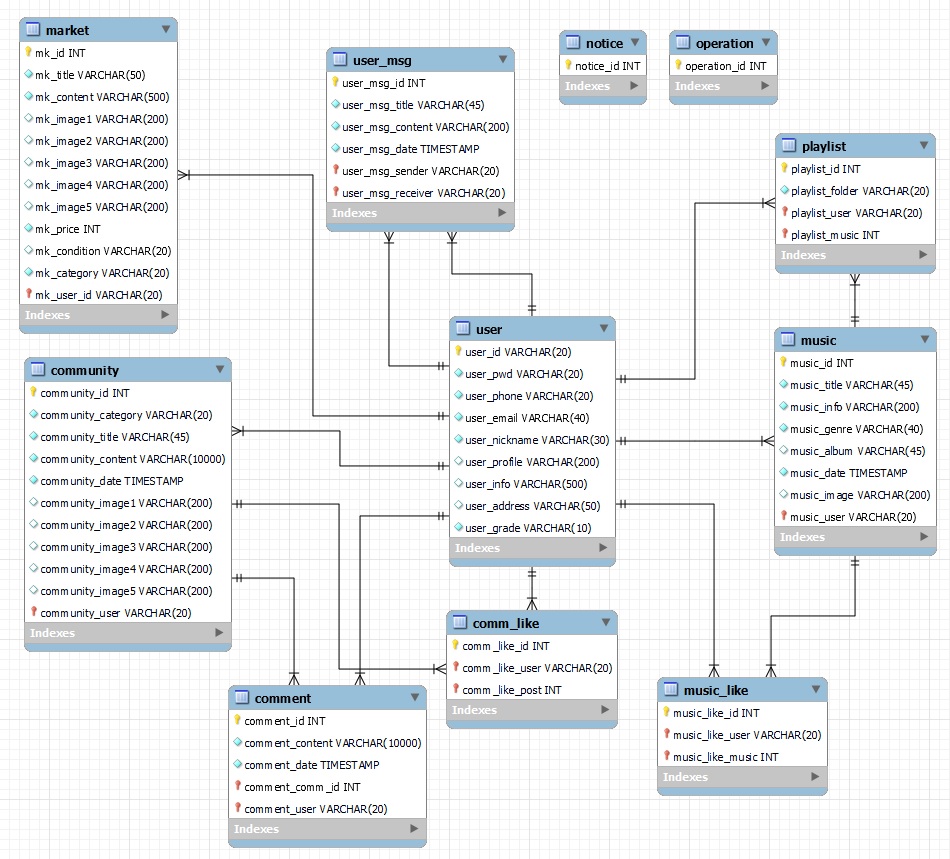 market
mk_id INT
mk_title VARCHAR(50)
mk_content VARCHAR(500)
mk_image1 VARCHAR(200)
mk_image2 VARCHAR(200)
mk_image3 VARCHAR(200)
mk_image4 VARCHAR(200)
mk_image5 VARCHAR(200)
mk_price INT
mk_condition VARCHAR(20)
mk_category VARCHAR(20)
mk_user_id VARCHAR(20)
Indexes
user_msg
user_msg_id INT
user_msg_title VARCHAR(45)
user_msg_content VARCHAR(200)
user_msg_date TIMESTAMP
user_msg_sender VARCHAR(20)
user_msg_receiver VARCHAR(20)
Indexes
notice
notice_id INT
Indexes
operation
operation_id INT
Indexes
playlist
playlist_id INT
playlist_folder VARCHAR(20)
playlist_user VARCHAR(20)
playlist_music INT
Indexes
community
community_id INT
community_category VARCHAR(20)
community_title VARCHAR(45)
community_content VARCHAR(10000)
community_date TIMESTAMP
community_image1 VARCHAR(200)
community_image2 VARCHAR(200)
community_image3 VARCHAR(200)
community_image4 VARCHAR(200)
community_image5 VARCHAR(200)
community_user VARCHAR(20)
Indexes
user
user_id VARCHAR(20)
user_pwd VARCHAR(20)
user_phone VARCHAR(20)
user_email VARCHAR(40)
user_nickname VARCHAR(30)
user_profile VARCHAR(200)
user_info VARCHAR(500)
user_address VARCHAR(50)
user_grade VARCHAR(10)
Indexes
music
music_id INT
music_title VARCHAR(45)
music_info VARCHAR(200)
music_genre VARCHAR(40)
music_album VARCHAR(45)
music_date TIMESTAMP
music_image VARCHAR(200)
music_user VARCHAR(20)
Indexes
comm_like
comm_like_id INT
comm_like_user VARCHAR(20)
comm_like_post INT
Indexes
comment
comment_id INT
comment_content VARCHAR(10000)
comment_date TIMESTAMP
comment_comm_id INT
comment_user VARCHAR(20)
Indexes
music_like
music_like_id INT
music_like_user VARCHAR(20)
music_like_music INT
Indexes